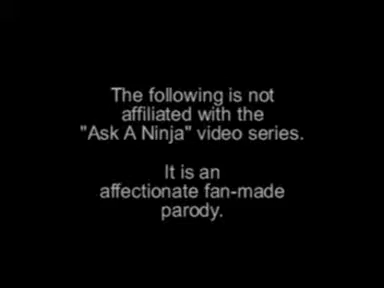 The following is not
affiliated with the
"Ask A Ninja" video series.
It is an
affectionate fan-made
parody.